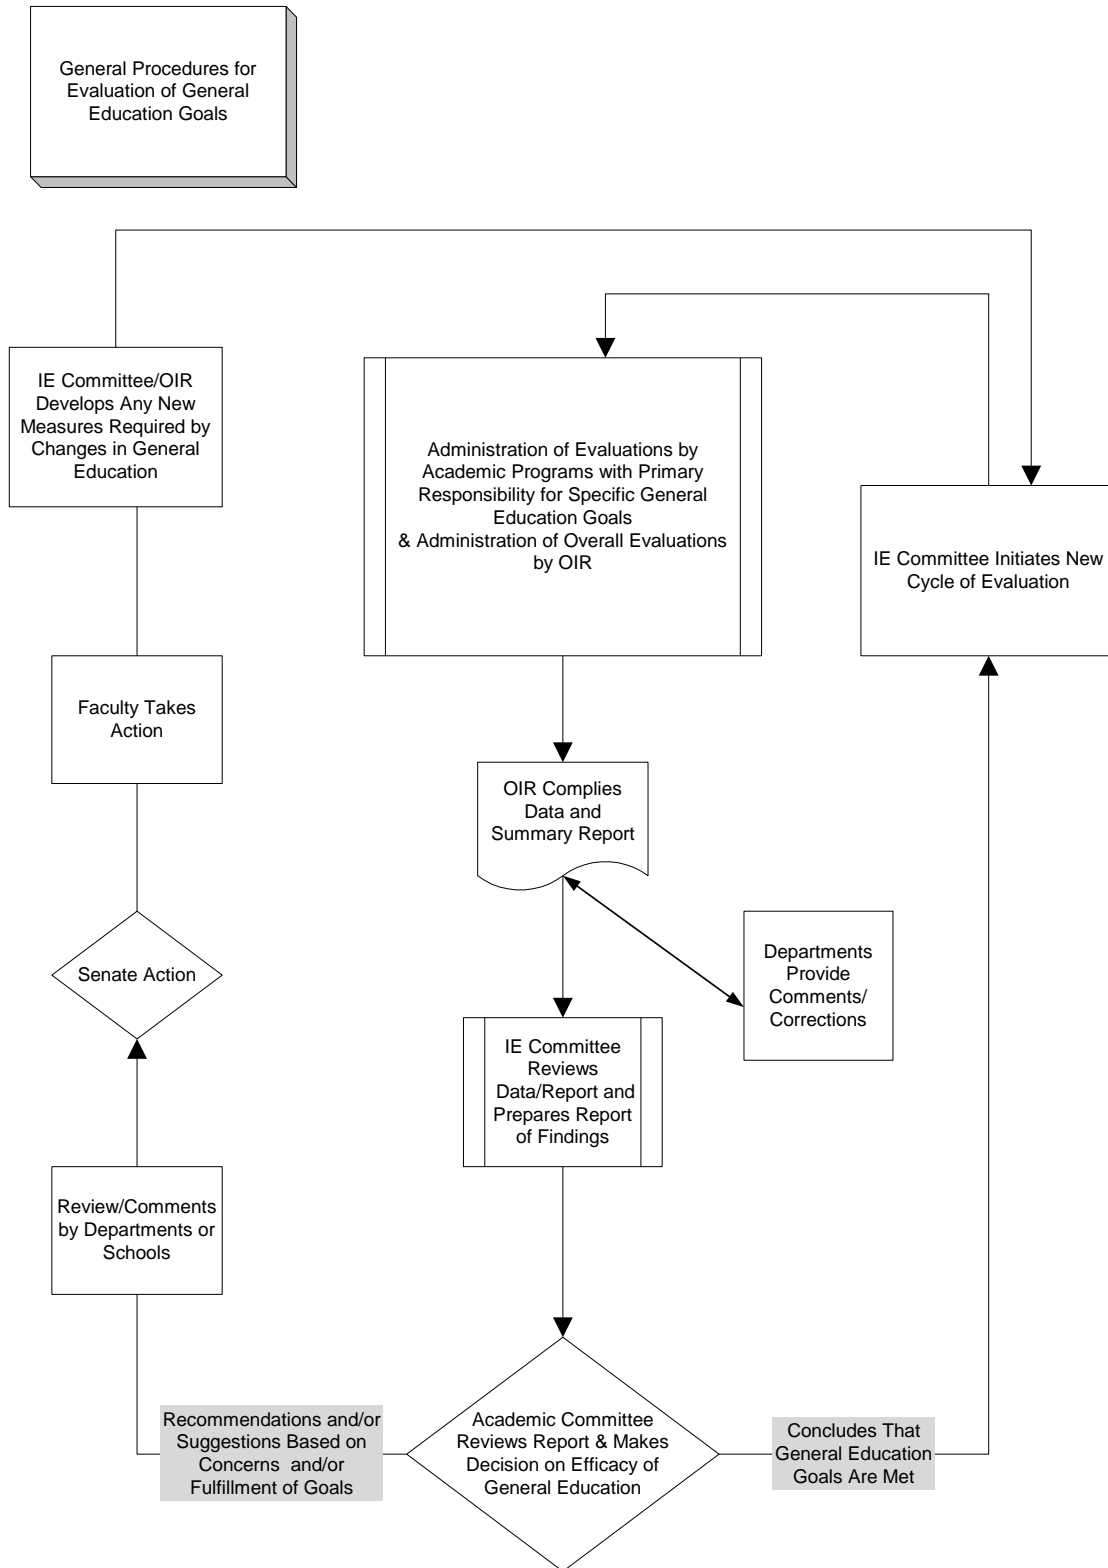 General Procedures for
Evaluation of General
Education Goals
IE Committee/OIR
Develops Any New
Measures Required by
Changes in General
Education
Administration of Evaluations by
Academic Programs with Primary
Responsibility for Specific General
Education Goals
& Administration of Overall Evaluations
by OIR
IE Committee Initiates New
Cycle of Evaluation
Faculty Takes
Action
OIR Complies
Data and
Summary Report
Senate Action
Departments
Provide
Comments/
Corrections
IE Committee
Reviews
Data/Report and
Prepares Report
of Findings
Review/Comments
by Departments or
Schools
Recommendations and/or
Suggestions Based on
Concerns and/or
Fulfillment of Goals
Academic Committee
Reviews Report & Makes
Decision on Efficacy of
General Education
Concludes That
General Education
Goals Are Met